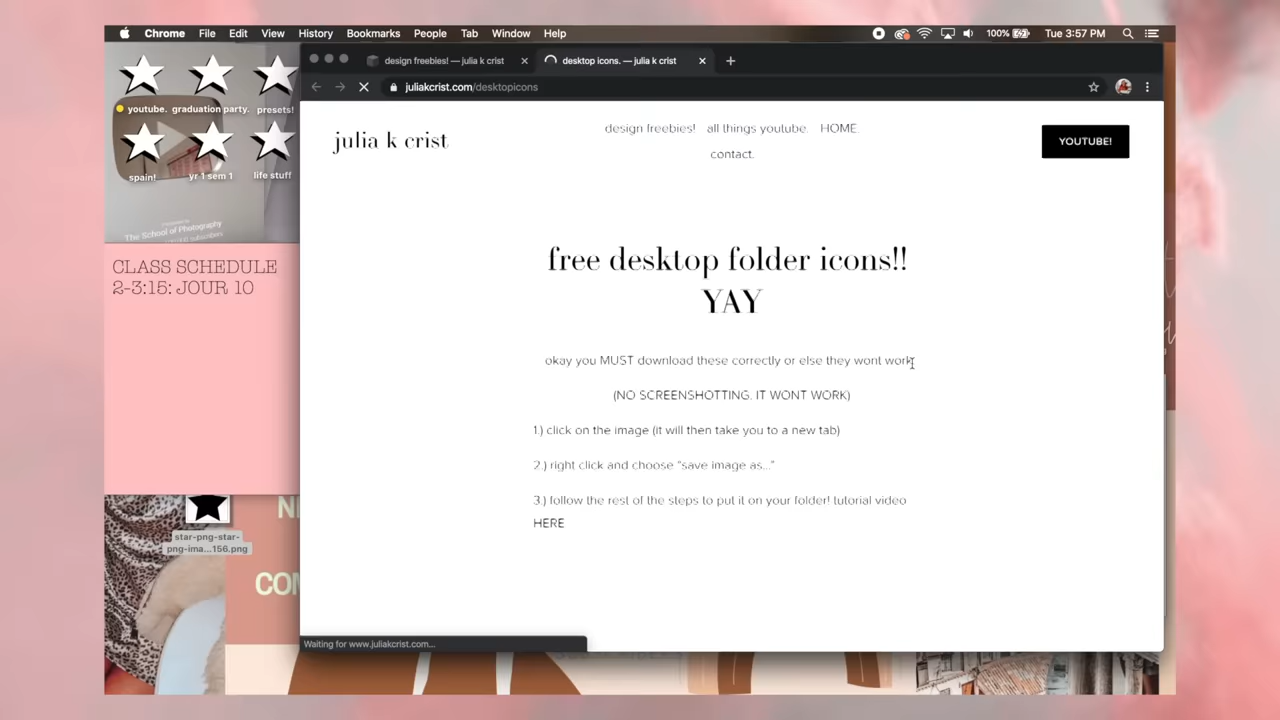 Chrome File Edit View History Bookmarks People Tab Window Help 100% Tue 3:57 PM
design freebies! — julia k crist
desktop icons. — julia k crist
juliakcrist.com/desktopicons
youtube. graduation party. presets!
spain! yr 1 sem 1 life stuff
The School of Photography
subscribers
CLASS SCHEDULE
2-3:15: JOUR 10
star-png-star-
png-ima...156.png
julia k crist
design freebies! all things youtube. HOME.
contact.
YOUTUBE!
free desktop folder icons!!
YAY
okay you MUST download these correctly or else they wont work.
(NO SCREENSHOTTING. IT WONT WORK)
1.) click on the image (it will then take you to a new tab)
2.) right click and choose “save image as...”
3.) follow the rest of the steps to put it on your folder! tutorial video
HERE
Waiting for www.juliakcrist.com...